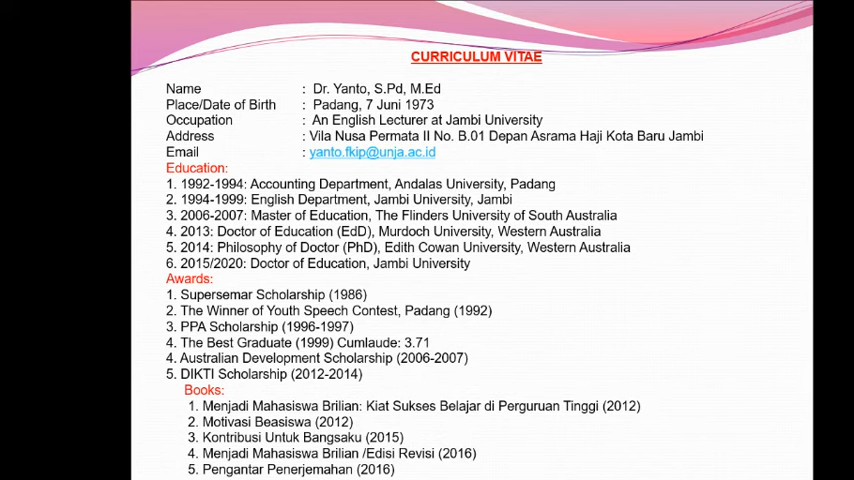 CURRICULUM VITAE
Name : Dr. Yanto, S.Pd, M.Ed
Place/Date of Birth : Padang, 7 Juni 1973
Occupation : An English Lecturer at Jambi University
Address : Vila Nusa Permata II No. B.01 Depan Asrama Haji Kota Baru Jambi
Email : yanto.fkip@unja.ac.id
Education:
1. 1992-1994: Accounting Department, Andalas University, Padang
2. 1994-1999: English Department, Jambi University, Jambi
3. 2006-2007: Master of Education, The Flinders University of South Australia
4. 2013: Doctor of Education (EdD), Murdoch University, Western Australia
5. 2014: Philosophy of Doctor (PhD), Edith Cowan University, Western Australia
6. 2015/2020: Doctor of Education, Jambi University
Awards:
1. Supersemar Scholarship (1986)
2. The Winner of Youth Speech Contest, Padang (1992)
3. PPA Scholarship (1996-1997)
4. The Best Graduate (1999) Cumlaude: 3.71
4. Australian Development Scholarship (2006-2007)
5. DIKTI Scholarship (2012-2014)
Books:
1. Menjadi Mahasiswa Brilian: Kiat Sukses Belajar di Perguruan Tinggi (2012)
2. Motivasi Beasiswa (2012)
3. Kontribusi Untuk Bangsaku (2015)
4. Menjadi Mahasiswa Brilian /Edisi Revisi (2016)
5. Pengantar Penerjemahan (2016)